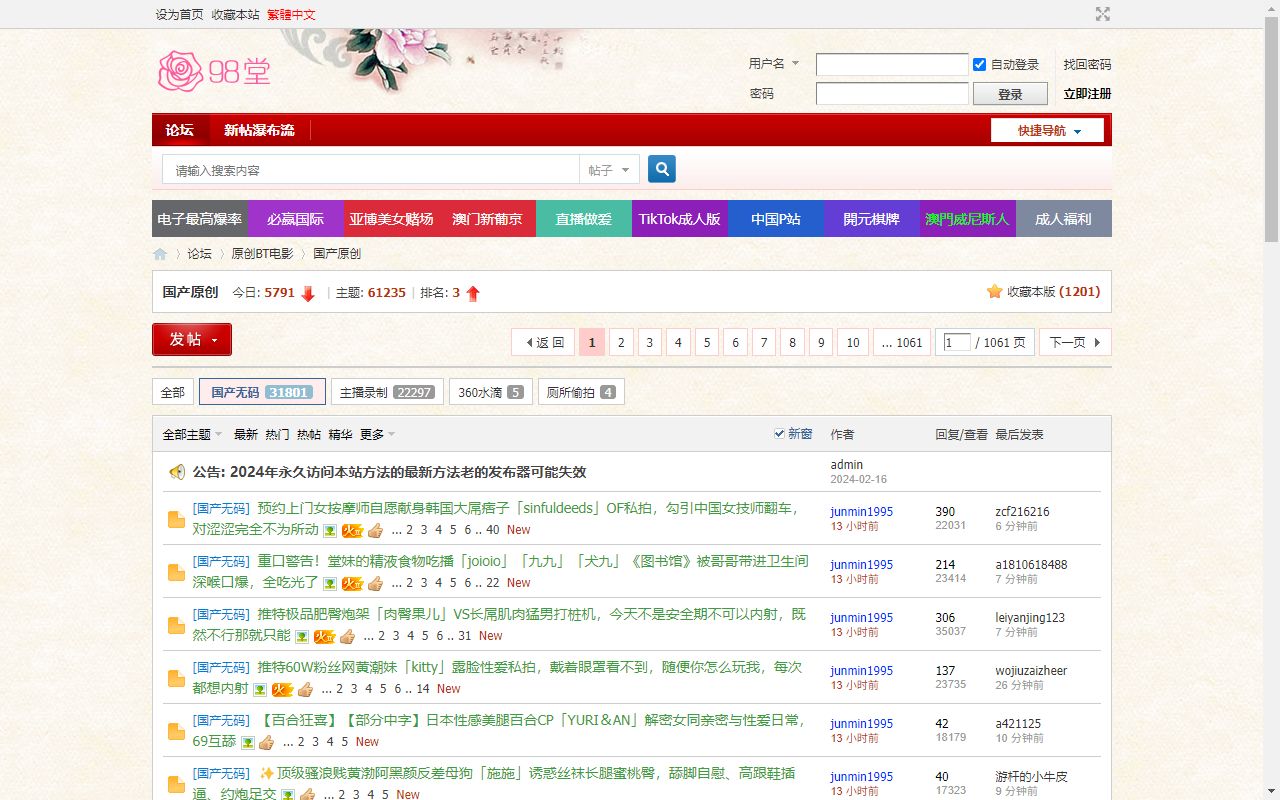 设为首页 收藏本站 繁體中文
98堂
用户名
自动登录 找回密码
密码
登录 立即注册
论坛 新帖瀑布流 快捷导航
请输入搜索内容 帖子
电子最高爆率 必赢国际 亚博美女赌场 澳门新葡京 直播做爱 TikTok成人版 中国P站 開元棋牌 澳門威尼斯人 成人福利
论坛 原创BT电影 国产原创
国产原创 今日: 5791 | 主题: 61235 | 排名: 3 收藏本版 (1201)
发帖 返 回 1 2 3 4 5 6 7 8 9 10 ... 1061 1 / 1061 页 下一页
全部 国产无码 31801 主播录制 22297 360水滴 5 厕所偷拍 4
全部主题 最新 热门 热帖 精华 更多 新窗 作者 回复/查看 最后发表
公告: 2024年永久访问本站方法的最新方法老的发布器可能失效 admin
2024-02-16
[国产无码] 预约上门女按摩师自愿献身韩国大屌痞子「sinfuldeeds」OF私拍，勾引中国女技师翻车，
对涩涩完全不为所动 火 ... 2 3 4 5 6 .. 40 New
junmin1995 390 zcf216216
13 小时前 22031 6 分钟前
[国产无码] 重口警告！堂妹的精液食物吃播「joioio」「九九」「犬九」《图书馆》被哥哥带进卫生间
深喉口爆，全吃光了 火 ... 2 3 4 5 6 .. 22 New
junmin1995 214 a1810618488
13 小时前 23414 7 分钟前
[国产无码] 推特极品肥臀炮架「肉臀果儿」VS长屌肌肉猛男打桩机，今天不是安全期不可以内射，既
然不行那就只能 火 ... 2 3 4 5 6 .. 31 New
junmin1995 306 leiyanjing123
13 小时前 35037 7 分钟前
[国产无码] 推特60W粉丝网黄潮妹「kitty」露脸性爱私拍，戴着眼罩看不到，随便你怎么玩我，每次
都想内射 火 ... 2 3 4 5 6 .. 14 New
junmin1995 137 wojiuzaizheer
13 小时前 23735 26 分钟前
[国产无码] 【百合狂喜】【部分中字】日本性感美腿百合CP「YURI＆AN」解密女同亲密与性爱日常，
69互舔 ... 2 3 4 5 New
junmin1995 42 a421125
13 小时前 18179 10 分钟前
[国产无码] ✨顶级骚浪贱黄渤阿黑颜反差母狗「施施」诱惑丝袜长腿蜜桃臀，舔脚自慰、高跟鞋插
逼、约炮足交 ... 2 3 4 5 New
junmin1995 40 游杆的小牛皮
13 小时前 17323 9 分钟前